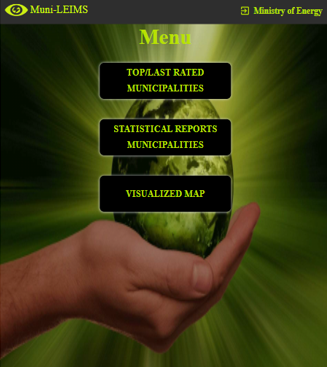 Muni-LEIMS
Ministry of Energy
Menu
TOP/LAST RATED
MUNICIPALITIES
STATISTICAL REPORTS
MUNICIPALITIES
VISUALIZED MAP